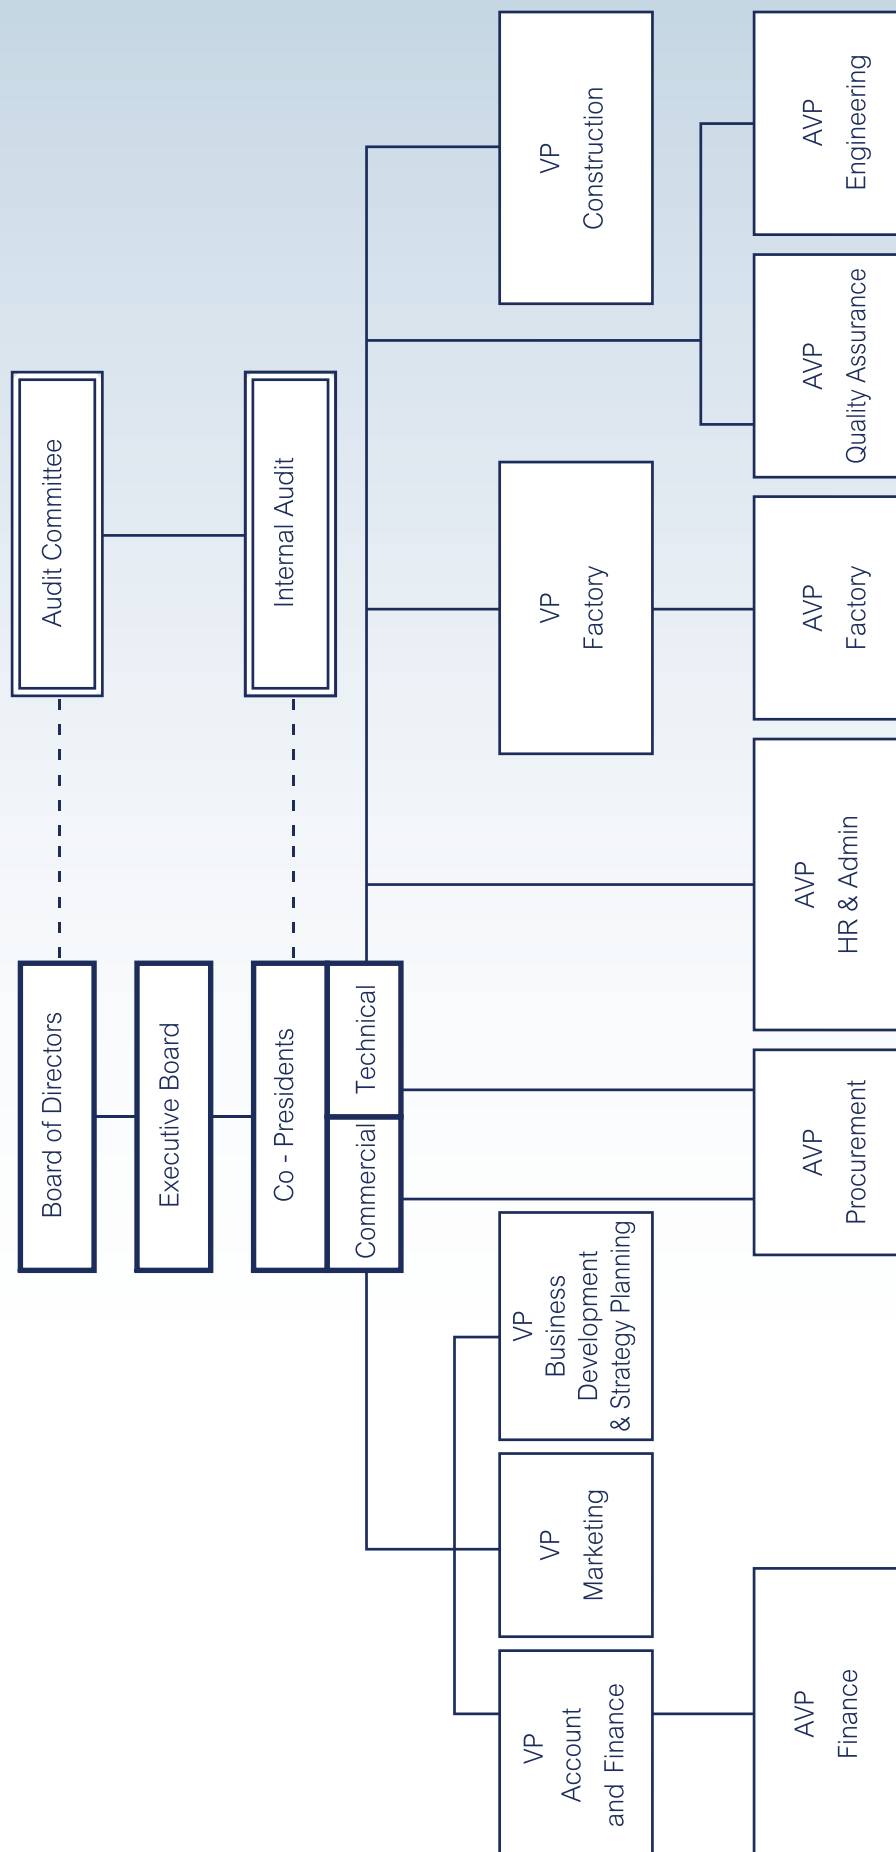 Board of Directors
Audit Committee
Executive Board
Co - Presidents
Internal Audit
Commercial
Technical
VP
Account
and Finance
VP
Marketing
VP
Business
Development
& Strategy Planning
VP
Factory
VP
Construction
AVP
Finance
AVP
Procurement
AVP
HR & Admin
AVP
Factory
AVP
Quality Assurance
AVP
Engineering